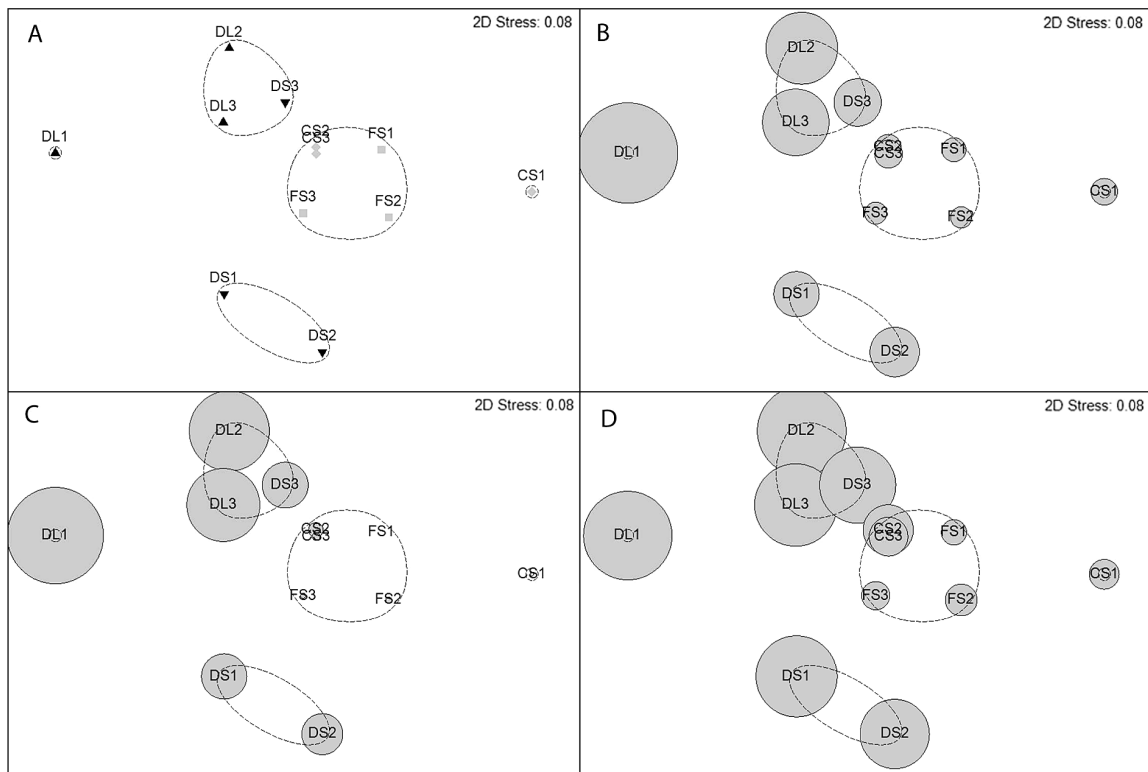 A
2D Stress: 0.08
DL2
DS3
DL3
DL1
CS2
CS3
FS1
CS1
FS3
FS2
DS1
DS2
B
2D Stress: 0.08
DL2
DS3
DL3
DL1
CS2
CS3
FS1
CS1
FS3
FS2
DS1
DS2
C
2D Stress: 0.08
DL2
DS3
DL3
DL1
CS2
CS3
FS1
CS1
FS3
FS2
DS1
DS2
D
2D Stress: 0.08
DL2
DS3
DL3
DL1
CS2
CS3
FS1
CS1
FS3
FS2
DS1
DS2